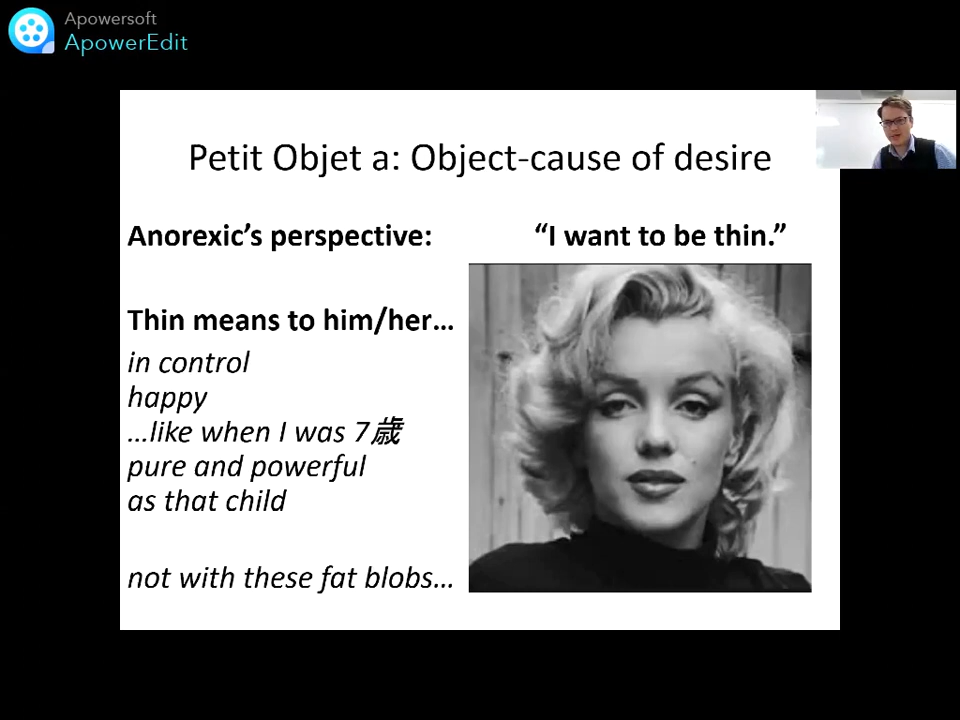 Apowersoft
ApowerEdit
Petit Objet a: Object-cause of desire
Anorexic’s perspective:
“I want to be thin.”
Thin means to him/her…
in control
happy
…like when I was 7歳
pure and powerful
as that child
not with these fat blobs…